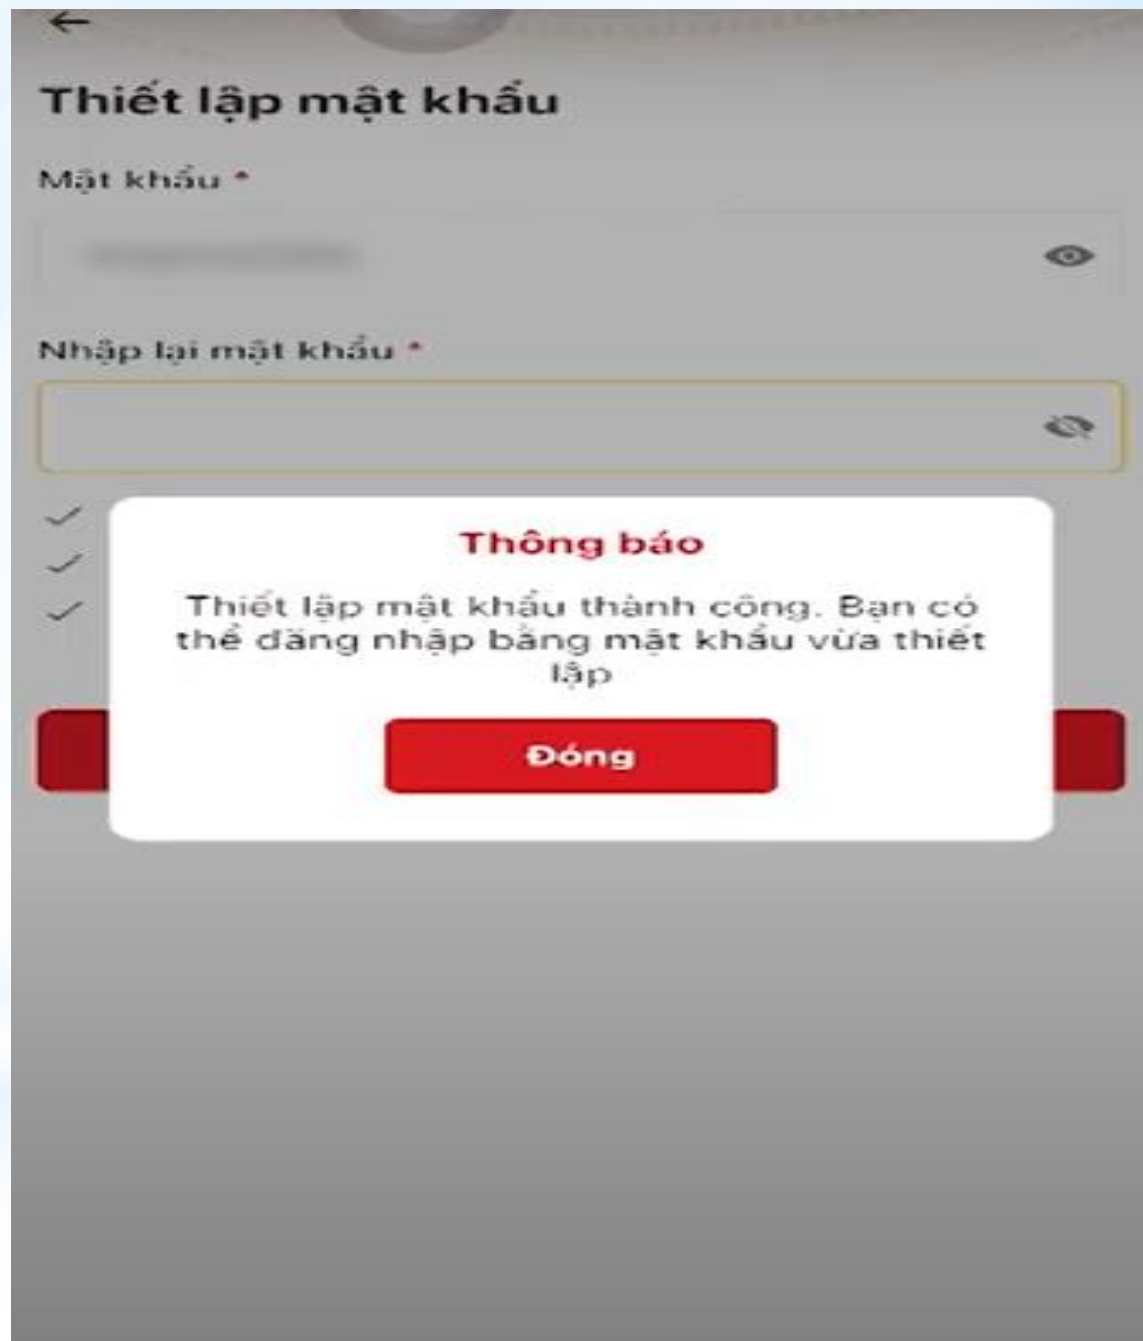 Thiết lập mật khẩu
Mật khẩu *
Nhập lại mật khẩu *
Thông báo
Thiết lập mật khẩu thành công. Bạn có
thể đăng nhập bằng mật khẩu vừa thiết
lập
Đóng